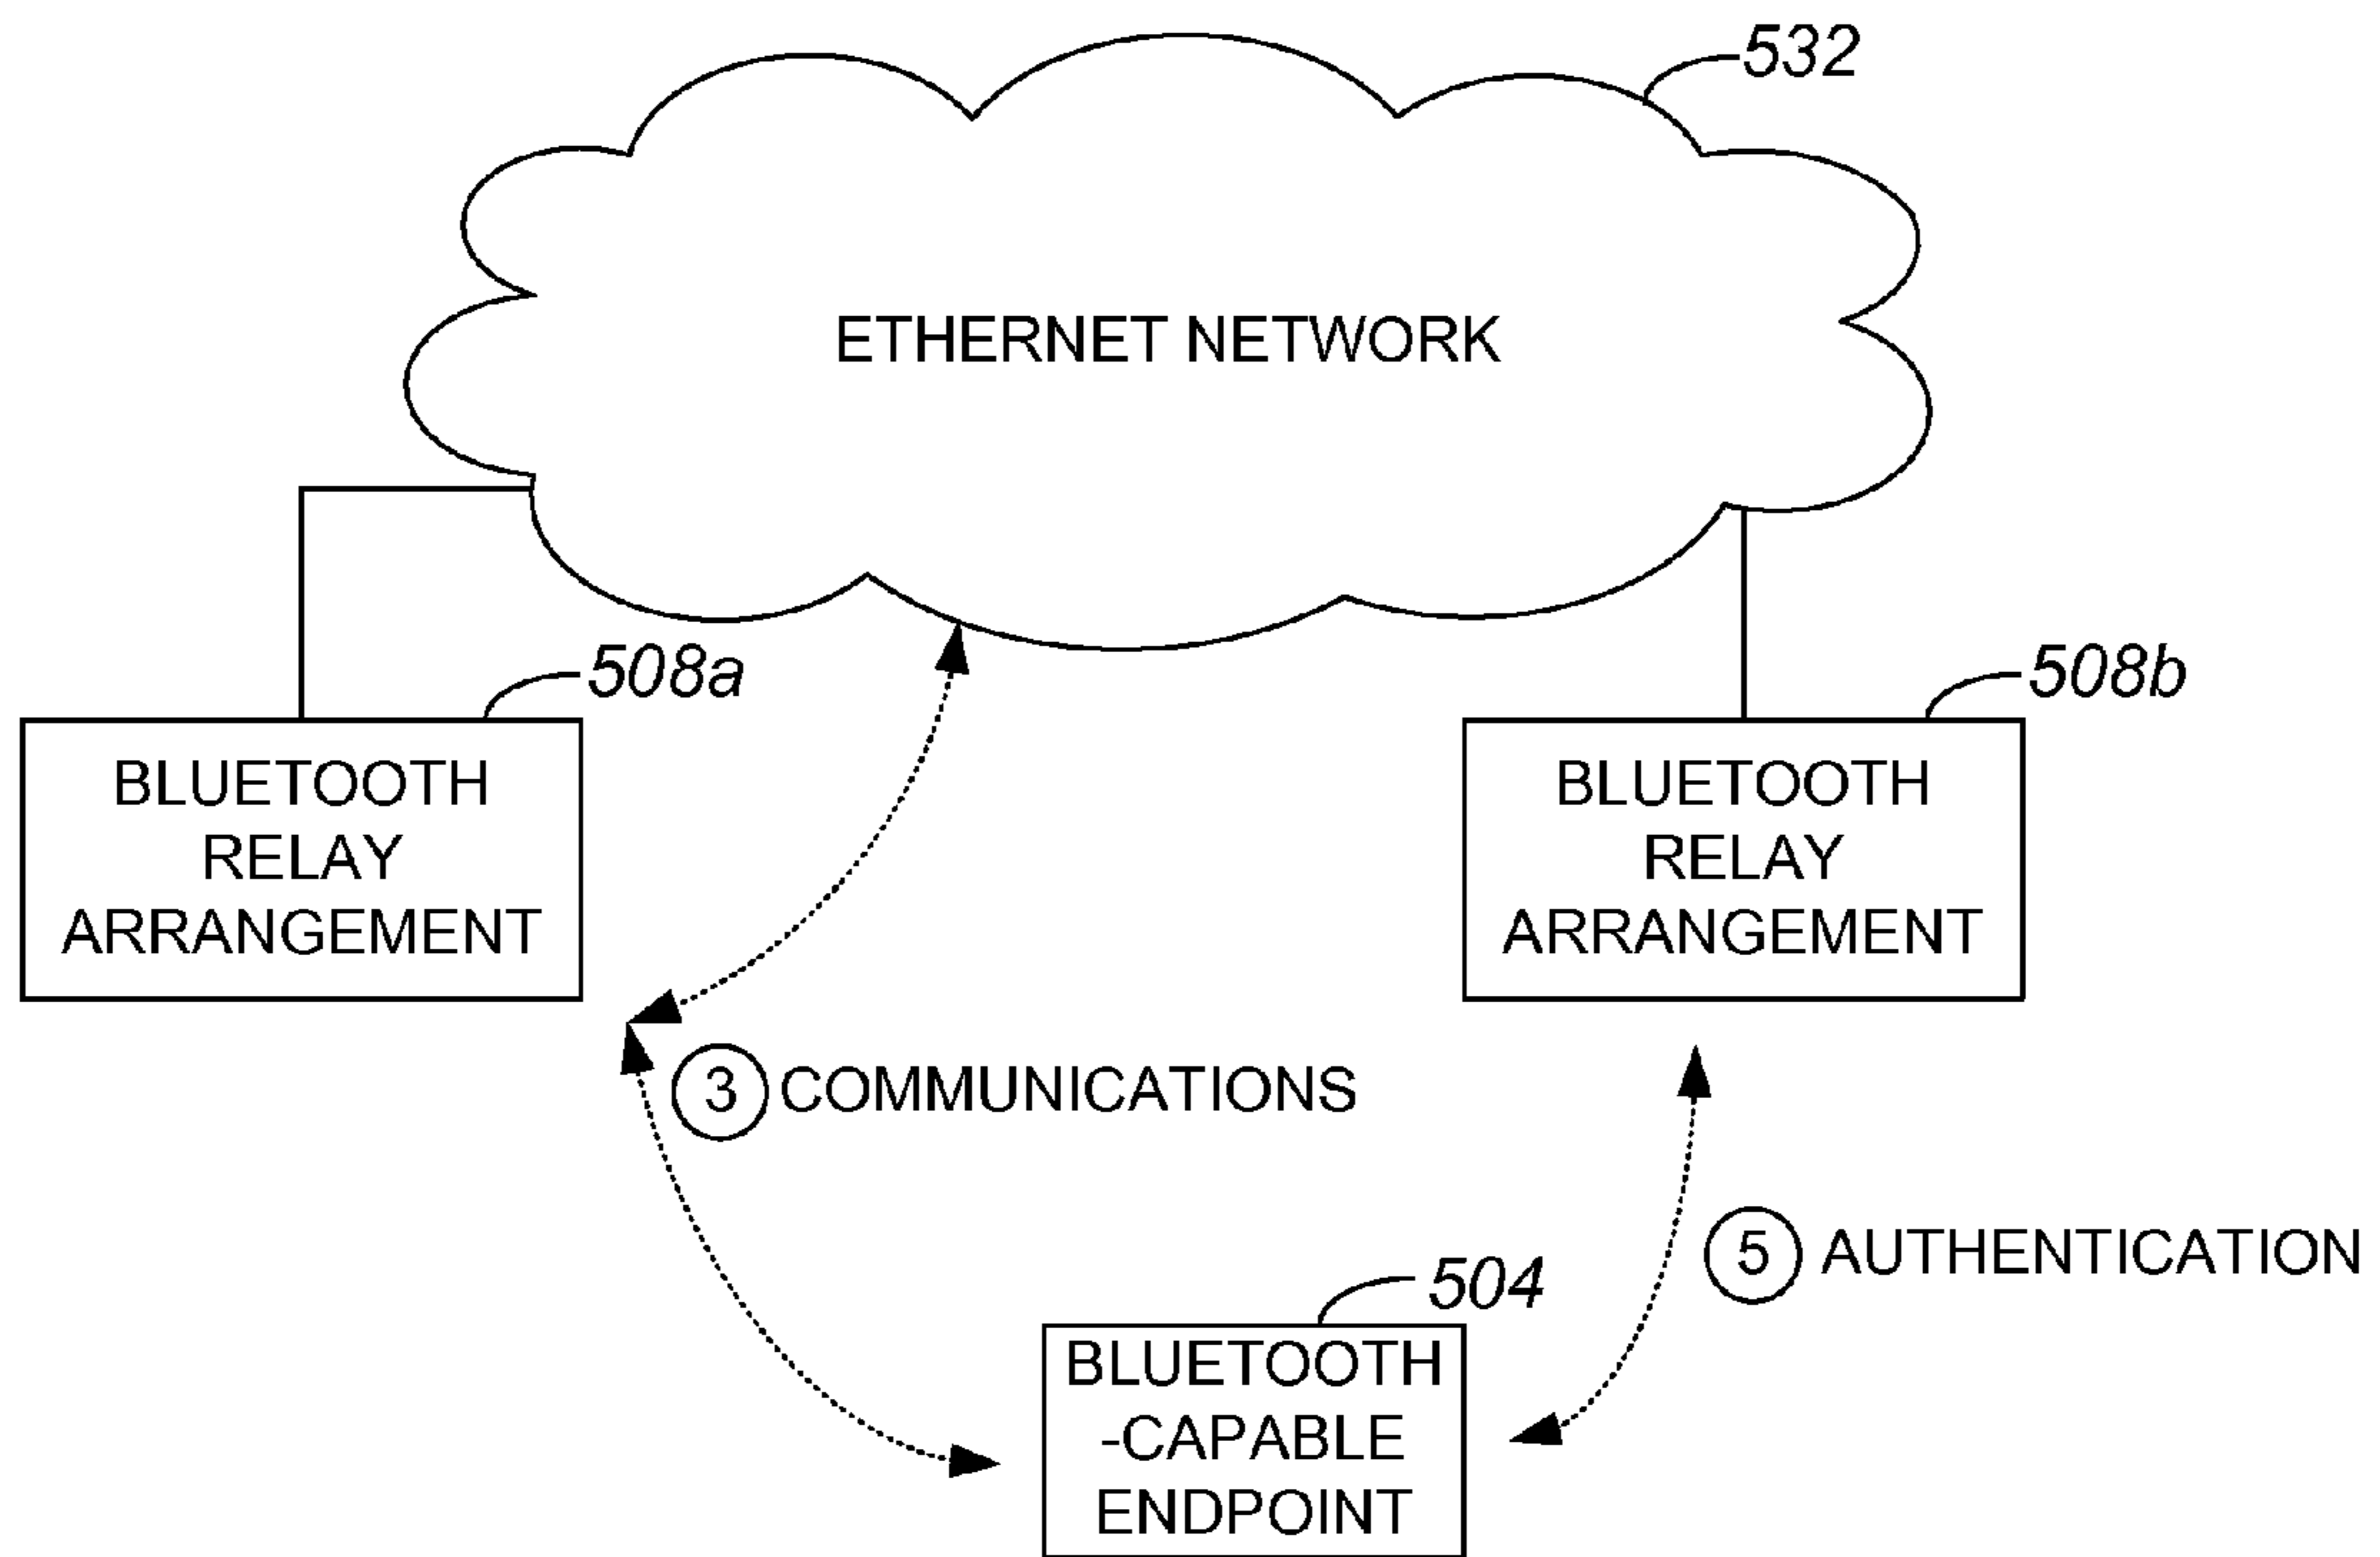 532
ETHERNET NETWORK
508a
508b
BLUETOOTH
RELAY
ARRANGEMENT
BLUETOOTH
RELAY
ARRANGEMENT
3 COMMUNICATIONS
5 AUTHENTICATION
504
BLUETOOTH
-CAPABLE
ENDPOINT